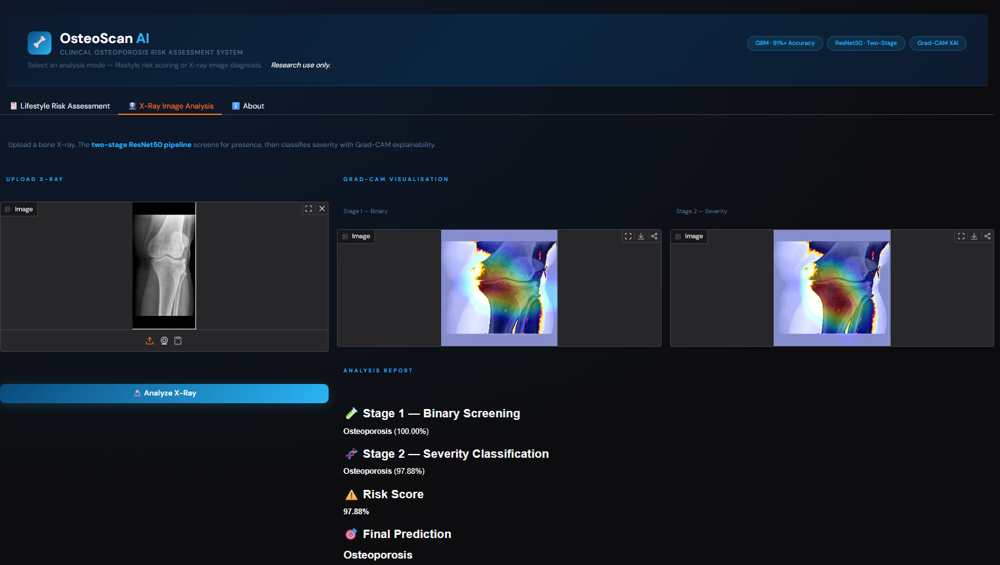 OsteoScan AI
CLINICAL OSTEOPOROSIS RISK ASSESSMENT SYSTEM
Select an analysis mode — lifestyle risk scoring or X-ray image diagnosis. · Research use only.
GBM · 91%+ Accuracy
ResNet50 · Two-Stage
Grad-CAM XAI
Lifestyle Risk Assessment
X-Ray Image Analysis
About
Upload a bone X-ray. The two-stage ResNet50 pipeline screens for presence, then classifies severity with Grad-CAM explainability.
UPLOAD X-RAY
Image
Analyze X-Ray
GRAD-CAM VISUALISATION
Stage 1 — Binary
Image
Stage 2 — Severity
Image
ANALYSIS REPORT
Stage 1 — Binary Screening
Osteoporosis (100.00%)
Stage 2 — Severity Classification
Osteoporosis (97.88%)
Risk Score
97.88%
Final Prediction
Osteoporosis